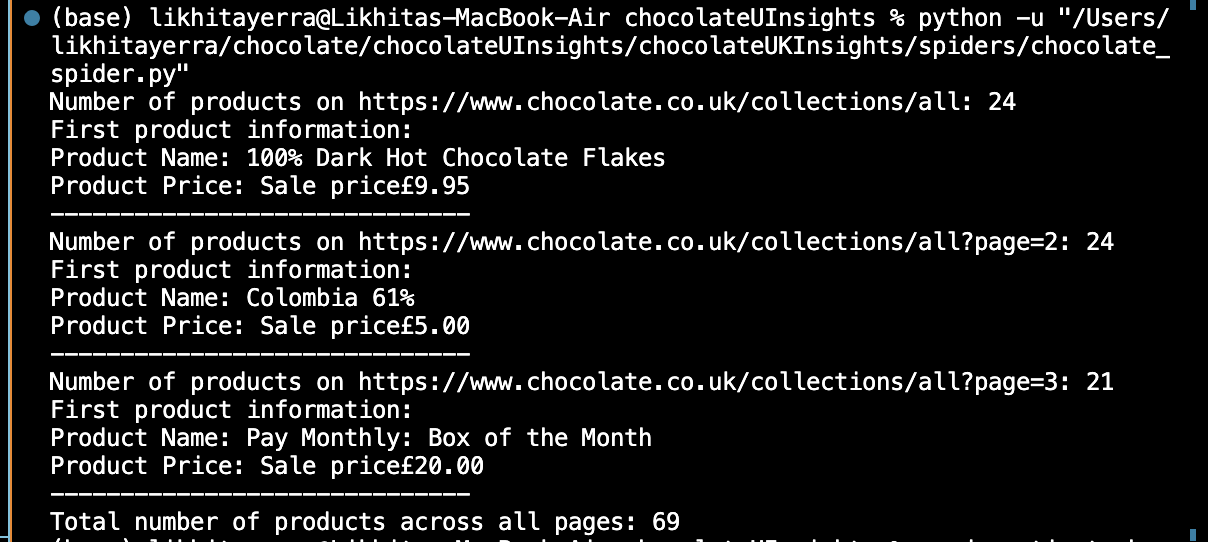 (base) likhitayerra@Likhitas-MacBook-Air chocolateUInsights % python -u "/Users/
likhitayerra/chocolate/chocolateUInsights/chocolateUKInsights/spiders/chocolate_
spider.py"
Number of products on https://www.chocolate.co.uk/collections/all: 24
First product information:
Product Name: 100% Dark Hot Chocolate Flakes
Product Price: Sale price£9.95
------------------------------
Number of products on https://www.chocolate.co.uk/collections/all?page=2: 24
First product information:
Product Name: Colombia 61%
Product Price: Sale price£5.00
------------------------------
Number of products on https://www.chocolate.co.uk/collections/all?page=3: 21
First product information:
Product Name: Pay Monthly: Box of the Month
Product Price: Sale price£20.00
------------------------------
Total number of products across all pages: 69